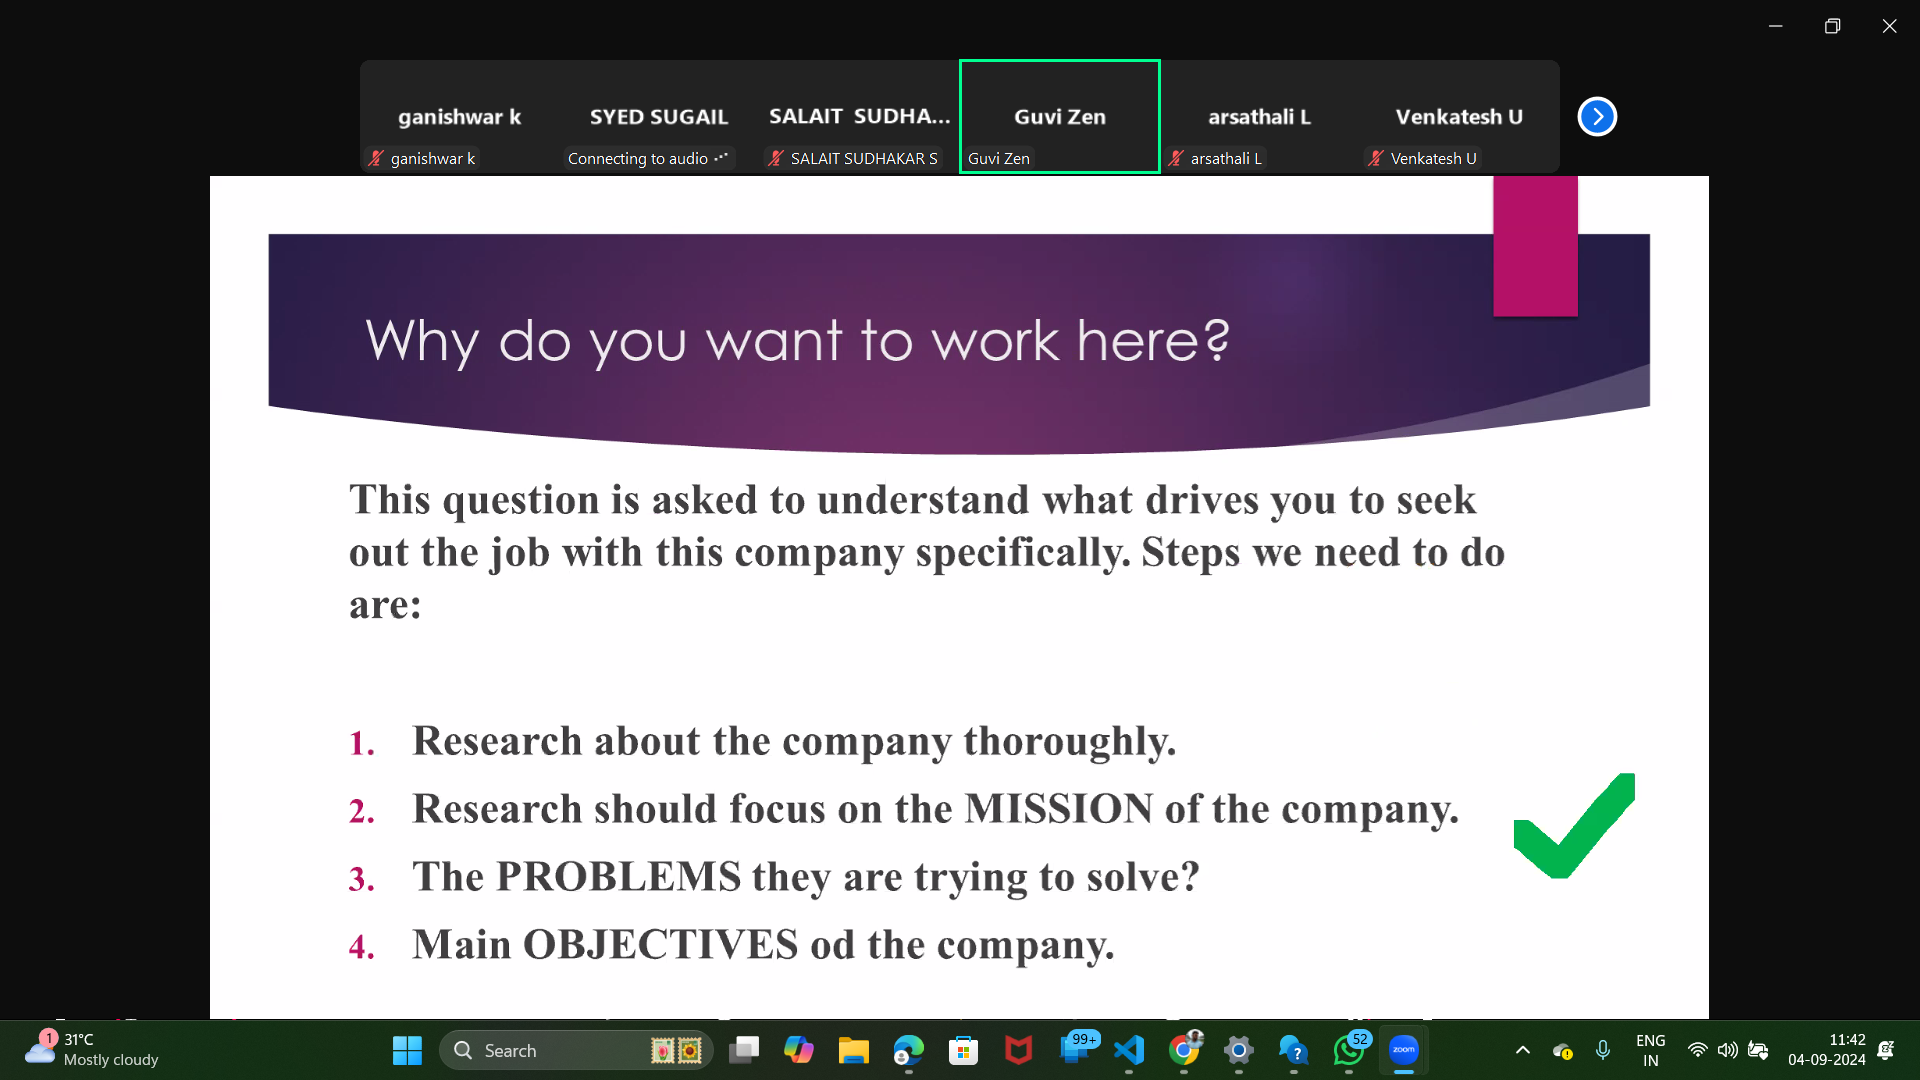 ganishwar k
SYED SUGAIL
SALAIT SUDHA...
Guvi Zen
arsathali L
Venkatesh U
ganishwar k
Connecting to audio
SALAIT SUDHAKAR S
Guvi Zen
arsathali L
Venkatesh U
Why do you want to work here?
This question is asked to understand what drives you to seek
out the job with this company specifically. Steps we need to do
are:
1. Research about the company thoroughly.
2. Research should focus on the MISSION of the company.
3. The PROBLEMS they are trying to solve?
4. Main OBJECTIVES od the company.
1
31°C
Mostly cloudy
Search
99+
52
zoom
ENG
IN
11:42
04-09-2024